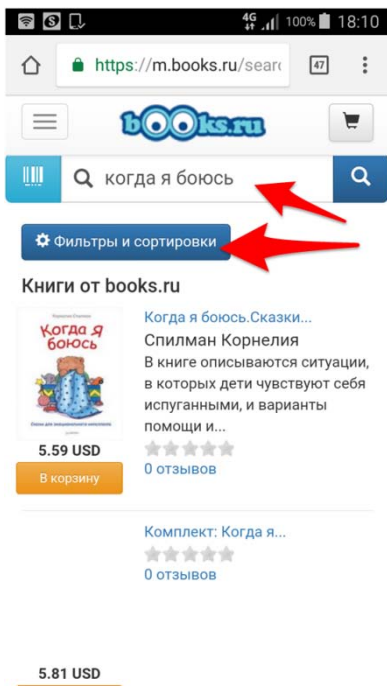 4G 100% 18:10
https://m.books.ru/searc 47
books.ru
когда я боюсь
Фильтры и сортировки
Книги от books.ru
Когда я боюсь.Сказки...
Спилман Корнелия
В книге описываются ситуации,
в которых дети чувствуют себя
испуганными, и варианты
помощи и...
Когда я
боюсь
5.59 USD
В корзину
0 отзывов
Комплект: Когда я...
0 отзывов
5.81 USD